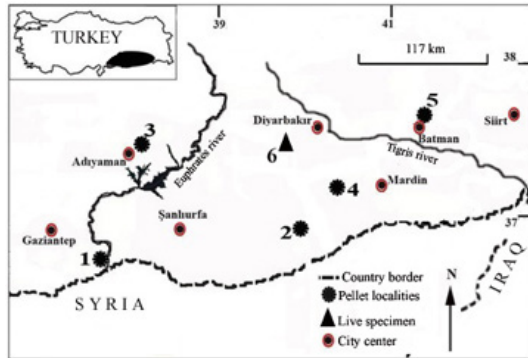 39
41
TURKEY
117 km
38
3
Diyarbakır
5
Siirt
Batman
Adıyaman
Euphrates river
6
Tigris river
4
Mardin
Gaziantep
Şanlıurfa
2
37
1
SYRIA
IRAQ
N
Country border
Pellet localities
Live specimen
City center